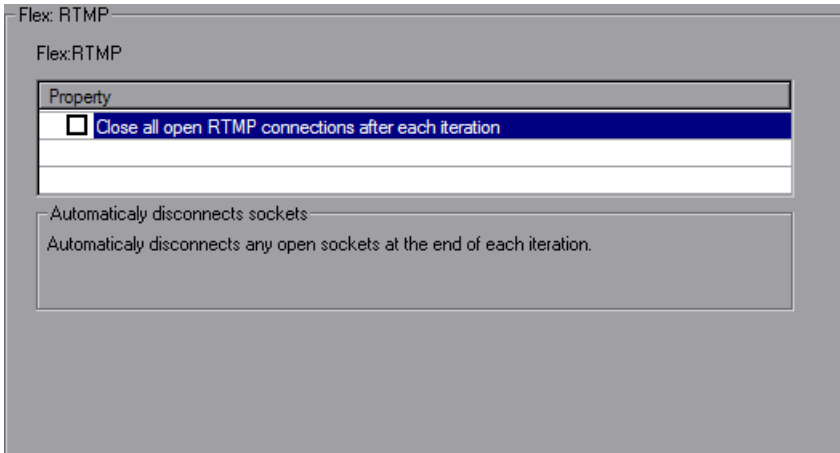 Flex: RTMP
Flex:RTMP
Property
Close all open RTMP connections after each iteration
Automaticaly disconnects sockets
Automaticaly disconnects any open sockets at the end of each iteration.